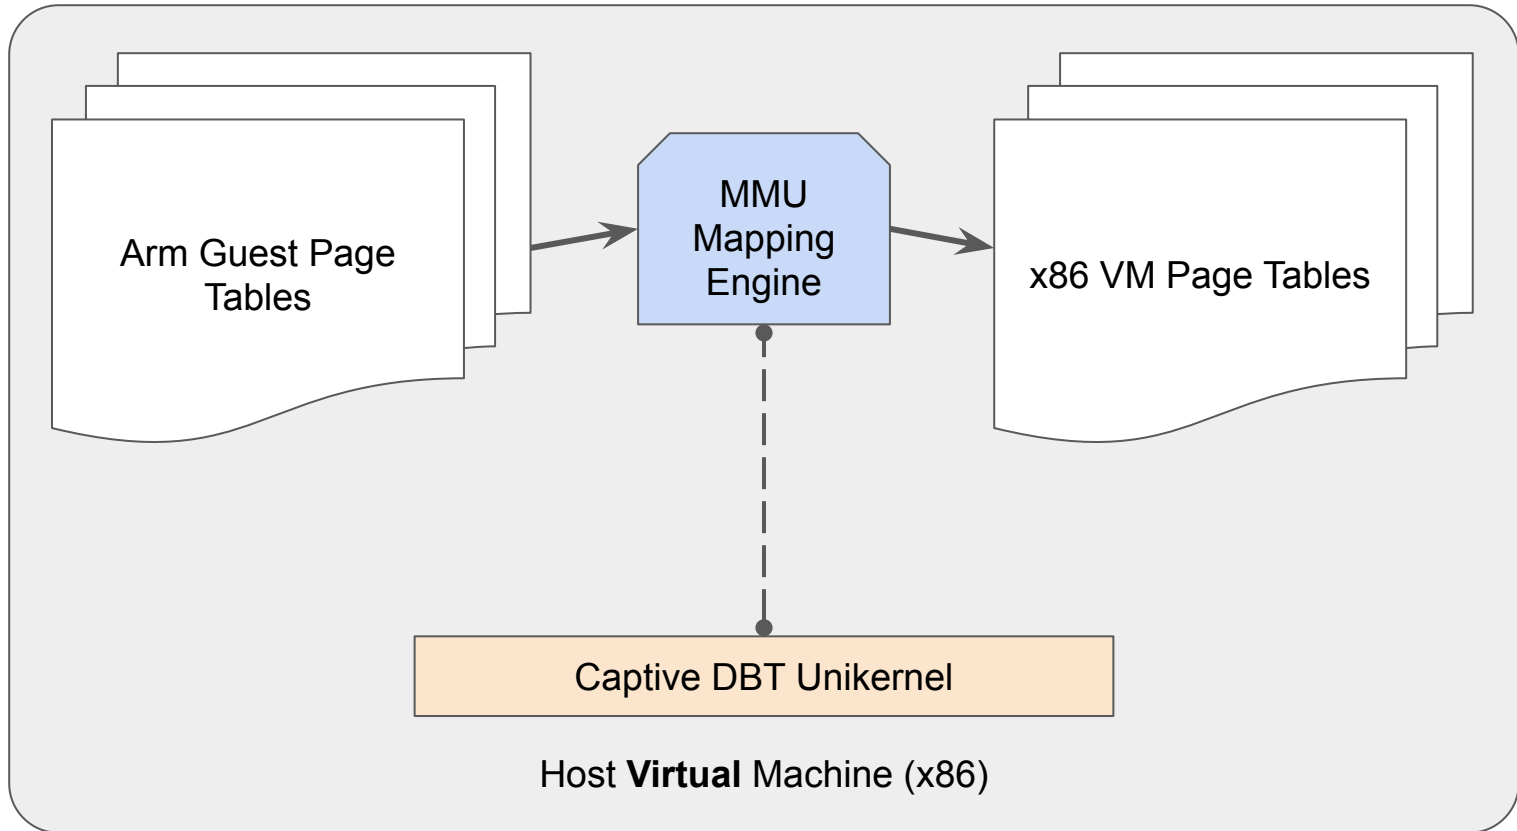 Arm Guest Page
Tables
MMU
Mapping
Engine
x86 VM Page Tables
Captive DBT Unikernel
Host Virtual Machine (x86)